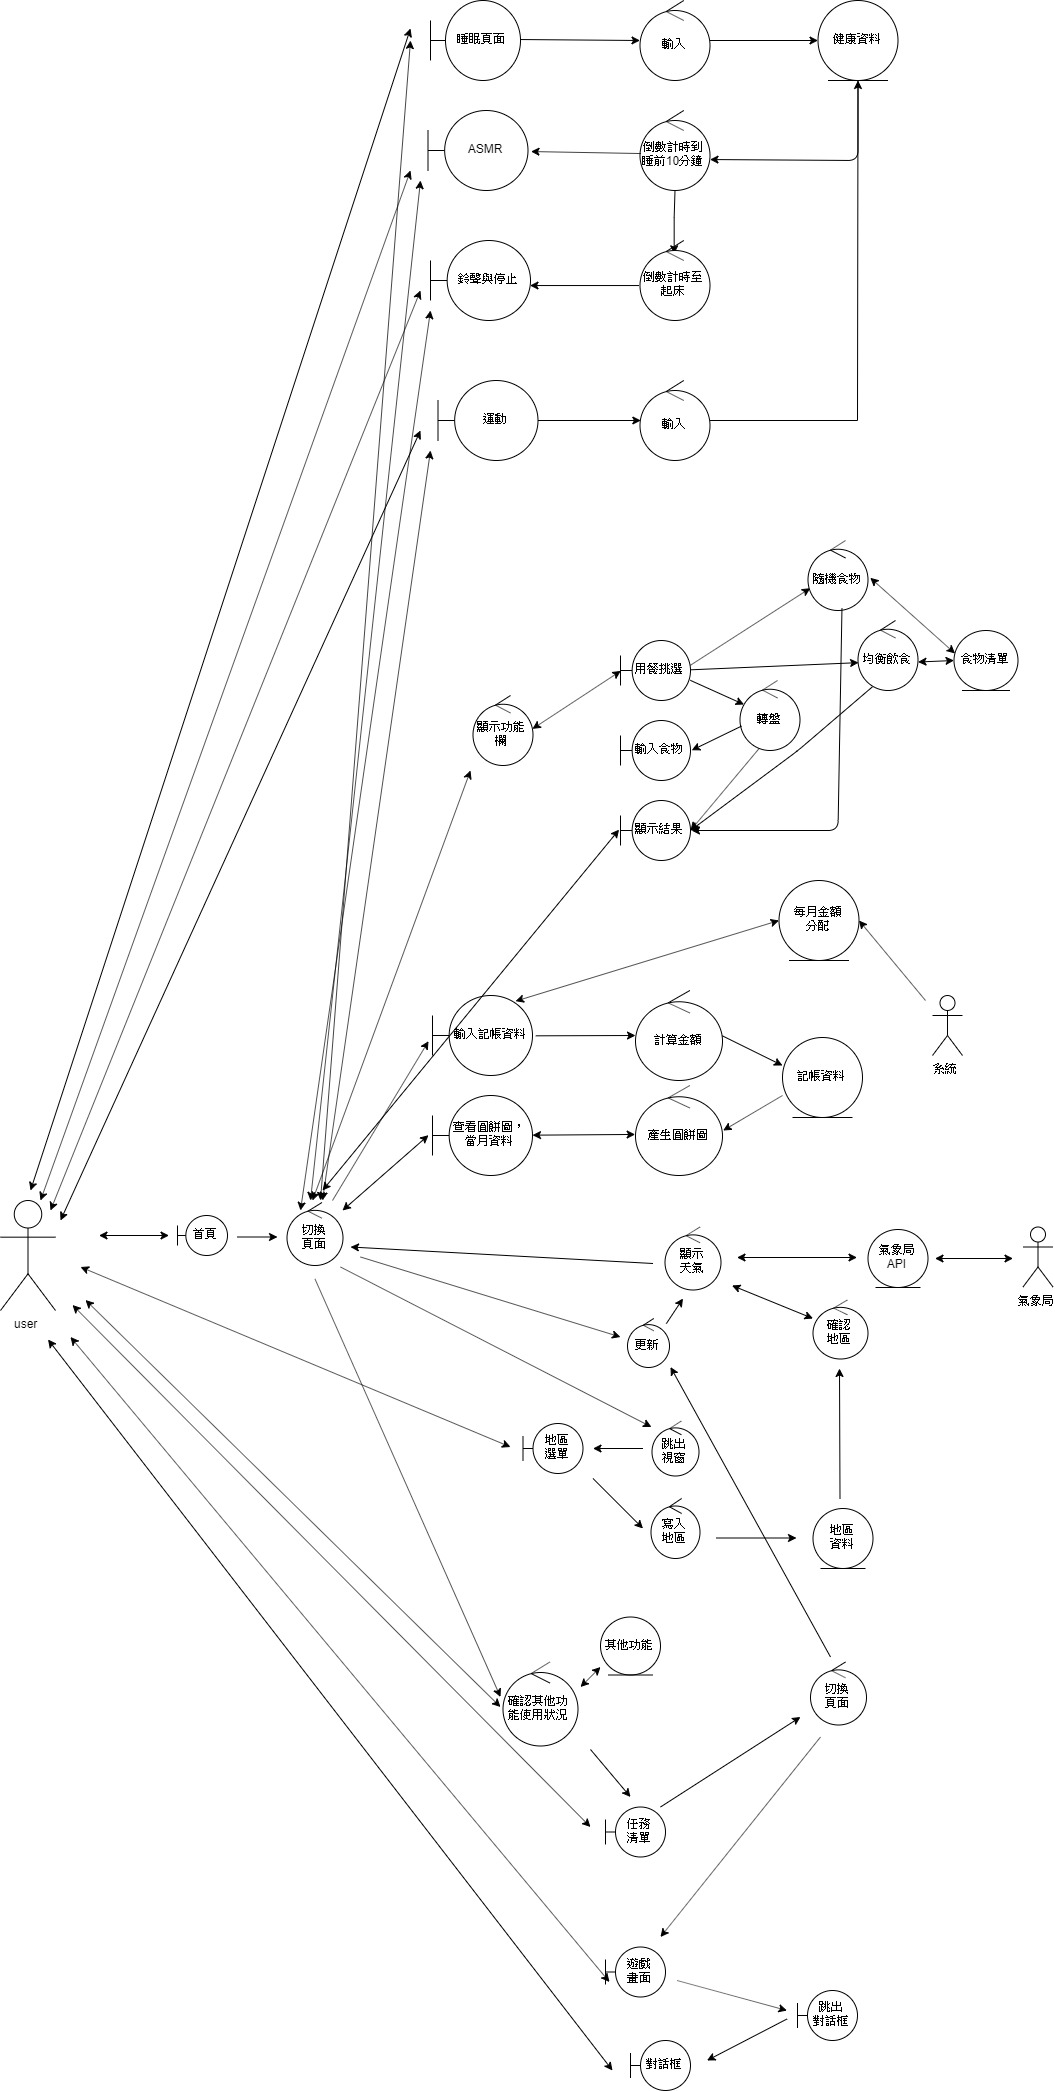 睡眠頁面
輸入
健康資料
ASMR
倒數計時到
睡前10分鐘
鈴聲與停止
倒數計時至
起床
運動
輸入
隨機食物
用餐挑選
均衡飲食
食物清單
顯示功能
欄
轉盤
輸入食物
顯示結果
每月金額
分配
輸入記帳資料
計算金額
系統
記帳資料
查看圓餅圖，
當月資料
產生圓餅圖
首頁
切換
頁面
顯示
天氣
氣象局
API
氣象局
user
更新
確認
地區
地區
選單
跳出
視窗
寫入
地區
地區
資料
其他功能
確認其他功
能使用狀況
切換
頁面
任務
清單
遊戲
畫面
跳出
對話框
對話框